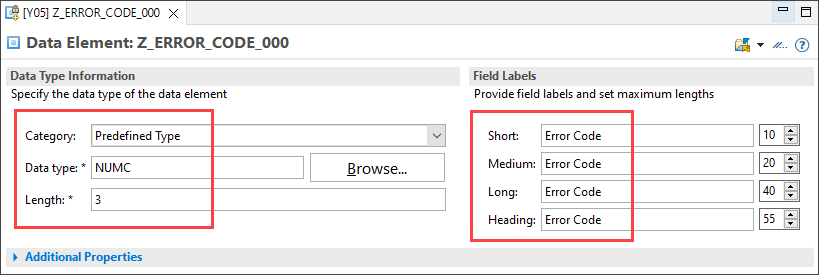 [Y05] Z_ERROR_CODE_000
Data Element: Z_ERROR_CODE_000
?
Data Type Information
Specify the data type of the data element
Category: Predefined Type
Data type: * NUMC Browse...
Length: * 3
Field Labels
Provide field labels and set maximum lengths
Short: Error Code 10
Medium: Error Code 20
Long: Error Code 40
Heading: Error Code 55
Additional Properties